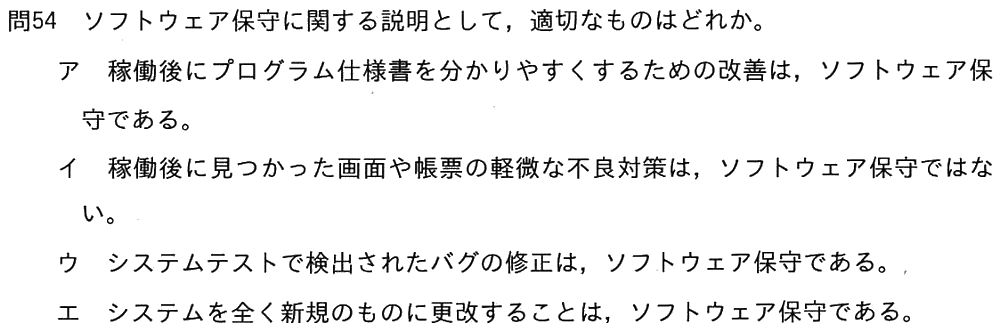 問54 ソフトウェア保守に関する説明として，適切なものはどれか。
ア 稼働後にプログラム仕様書を分かりやすくするための改善は，ソフトウェア保
守である。
イ 稼働後に見つかった画面や帳票の軽微な不良対策は，ソフトウェア保守ではな
い。
ウ システムテストで検出されたバグの修正は，ソフトウェア保守である。
エ システムを全く新規のものに更改することは，ソフトウェア保守である。